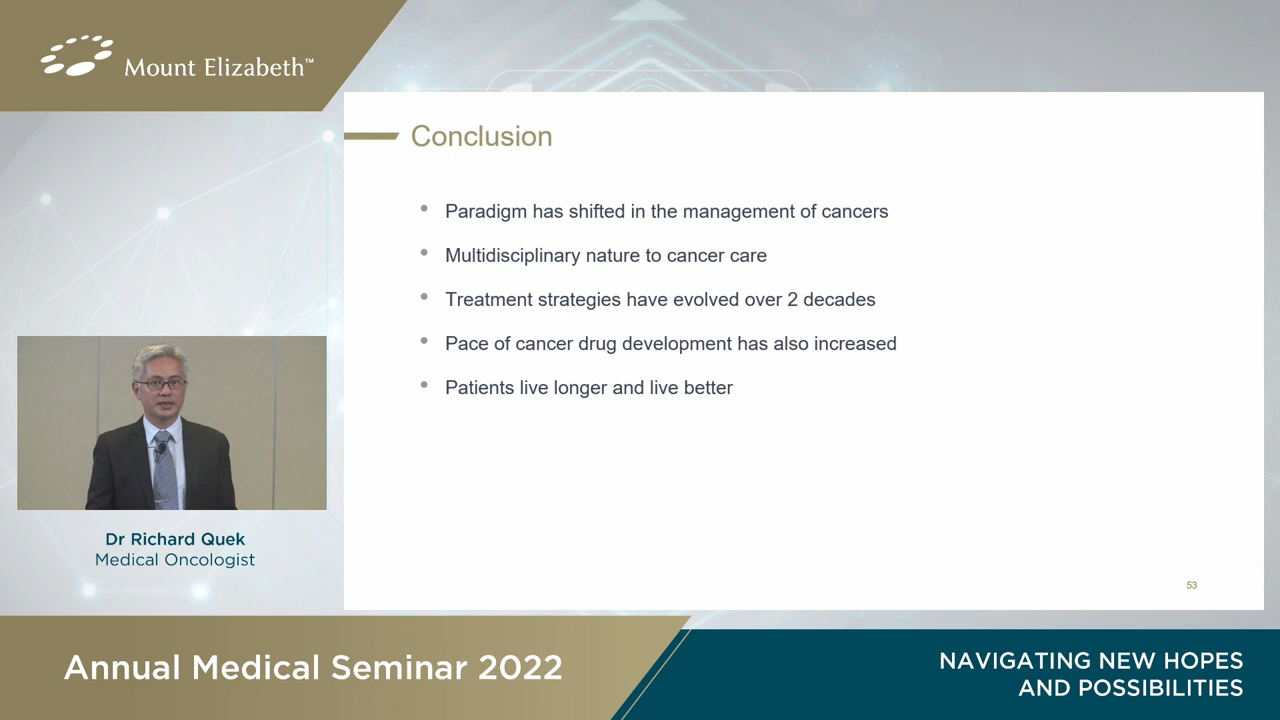 Mount Elizabeth™
Conclusion
• Paradigm has shifted in the management of cancers
• Multidisciplinary nature to cancer care
• Treatment strategies have evolved over 2 decades
• Pace of cancer drug development has also increased
• Patients live longer and live better
53
Dr Richard Quek
Medical Oncologist
Annual Medical Seminar 2022
NAVIGATING NEW HOPES
AND POSSIBILITIES